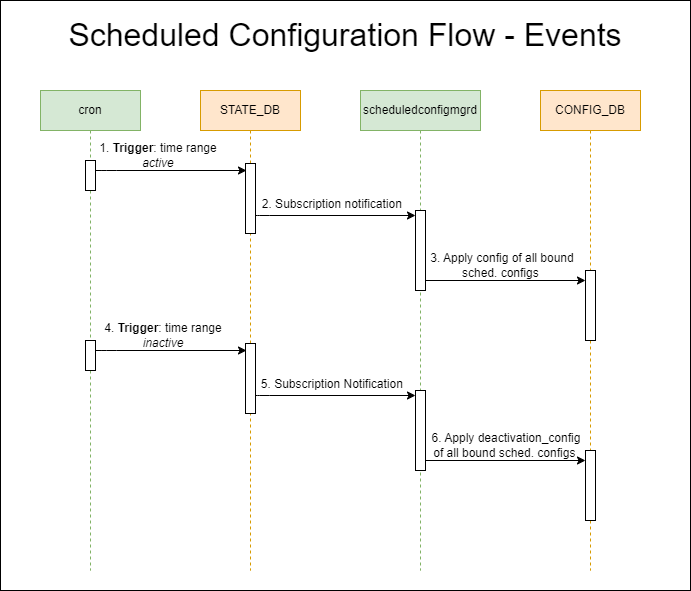 Scheduled Configuration Flow - Events
cron
STATE_DB
scheduledconfigmgrd
CONFIG_DB
1. Trigger: time range
active
2. Subscription notification
3. Apply config of all bound
sched. configs
4. Trigger: time range
inactive
5. Subscription Notification
6. Apply deactivation_config
of all bound sched. configs